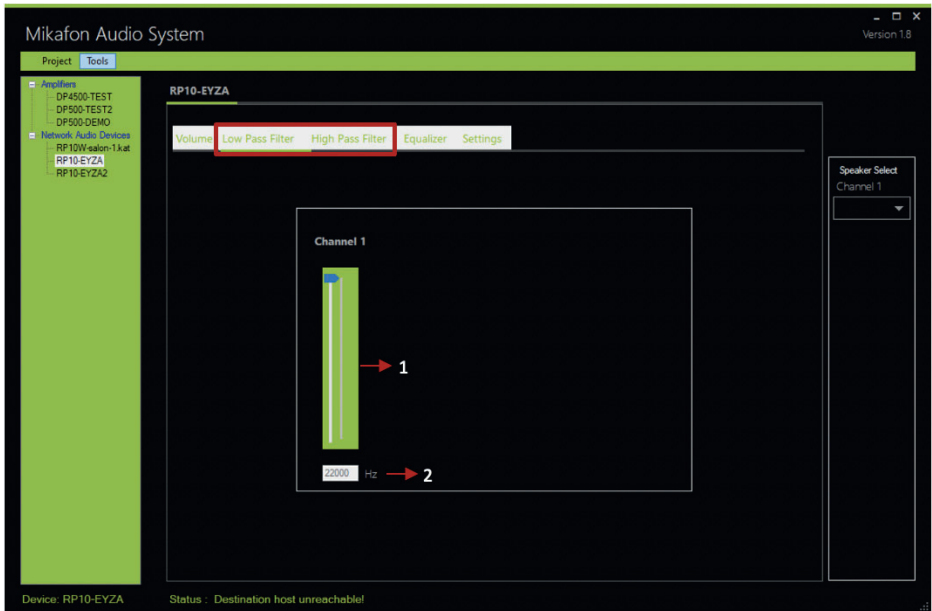 Mikafon Audio System
Version 1.8
Project Tools
Amplifiers
DP4500-TEST
DP500-TEST2
DP500-DEMO
Network Audio Devices
RP10W-salon-1.kat
RP10-EYZA
RP10-EYZA2
RP10-EYZA
Volume Low Pass Filter High Pass Filter Equalizer Settings
Channel 1
1
22000 Hz 2
Speaker Select
Channel 1
Device: RP10-EYZA Status : Destination host unreachable!